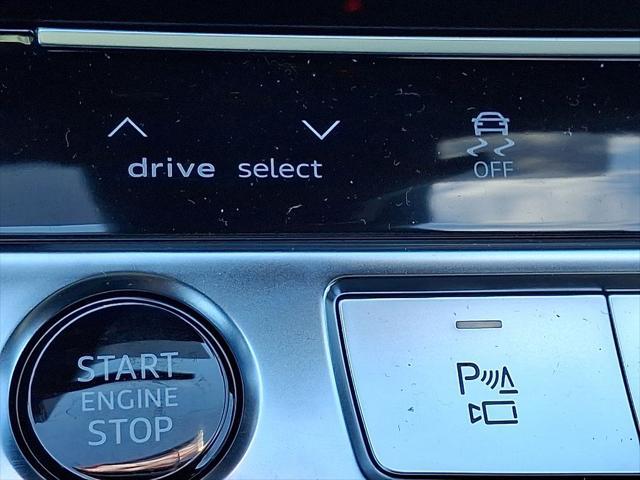 drive select
OFF
START
ENGINE
STOP
P